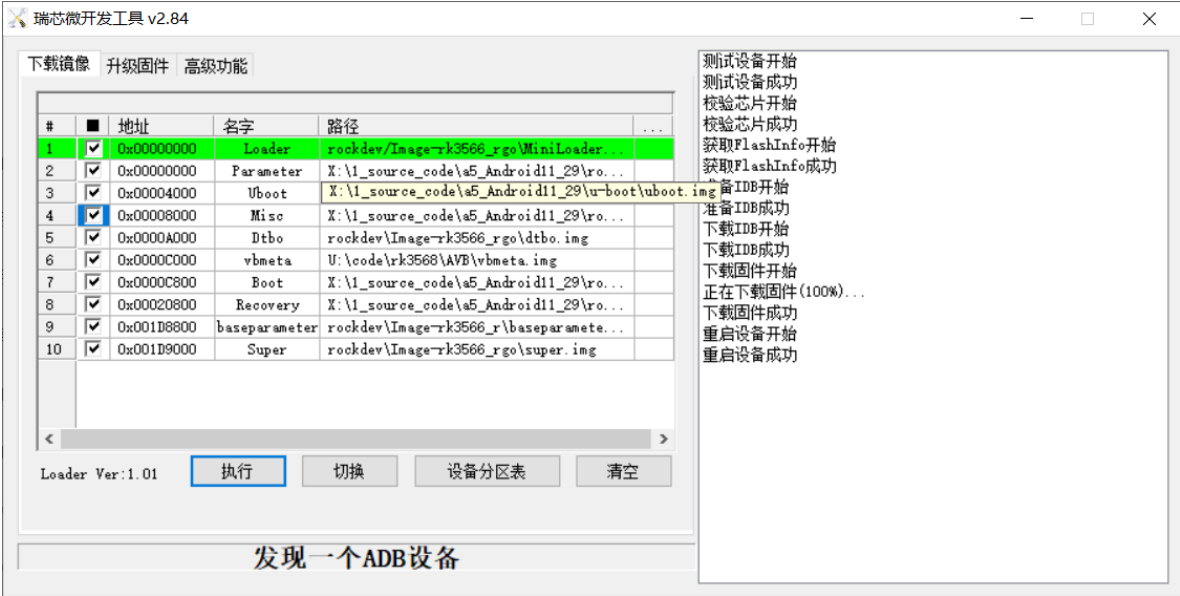 瑞芯微开发工具 v2.84
下载镜像 升级固件 高级功能
# 地址 名字 路径 ...
1 0x00000000 Loader rockdev/Image-rk3566_rgo\MiniLoader...
2 0x00000000 Parameter X:\1_source_code\a5_Android11_29\ro...
3 0x00004000 Uboot X:\1_source_code\a5_Android11_29\u-boot\uboot.img
4 0x00008000 Misc X:\1_source_code\a5_Android11_29\ro...
5 0x0000A000 Dtbo rockdev\Image-rk3566_rgo\dtbo.img
6 0x0000C000 vbmeta U:\code\rk3568\AVB\vbmeta.img
7 0x0000C800 Boot X:\1_source_code\a5_Android11_29\ro...
8 0x00020800 Recovery X:\1_source_code\a5_Android11_29\ro...
9 0x001D8800 baseparameter rockdev\Image-rk3566_r\baseparamete...
10 0x001D9000 Super rockdev\Image-rk3566_rgo\super.img
Loader Ver:1.01 执行 切换 设备分区表 清空
发现一个ADB设备
测试设备开始
测试设备成功
校验芯片开始
校验芯片成功
获取FlashInfo开始
获取FlashInfo成功
备IDB开始
准备IDB成功
下载IDB开始
下载IDB成功
下载固件开始
正在下载固件(100%)...
下载固件成功
重启设备开始
重启设备成功